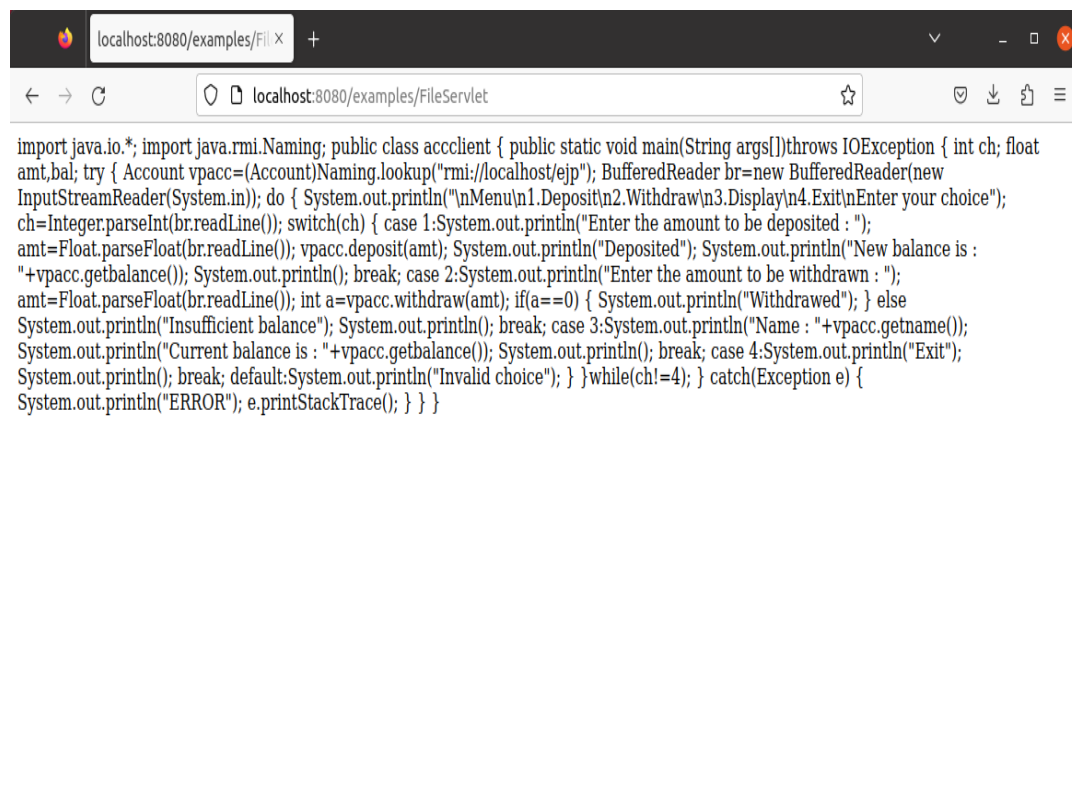 localhost:8080/examples/Fil
localhost:8080/examples/FileServlet
import java.io.*; import java.rmi.Naming; public class accclient { public static void main(String args[])throws IOException { int ch; float
amt,bal; try { Account vpacc=(Account)Naming.lookup("rmi://localhost/ejp"); BufferedReader br=new BufferedReader(new
InputStreamReader(System.in)); do { System.out.println("\nMenu\n1.Deposit\n2.Withdraw\n3.Display\n4.Exit\nEnter your choice");
ch=Integer.parseInt(br.readLine()); switch(ch) { case 1:System.out.println("Enter the amount to be deposited : ");
amt=Float.parseFloat(br.readLine()); vpacc.deposit(amt); System.out.println("Deposited"); System.out.println("New balance is :
"+vpacc.getbalance()); System.out.println(); break; case 2:System.out.println("Enter the amount to be withdrawn : ");
amt=Float.parseFloat(br.readLine()); int a=vpacc.withdraw(amt); if(a==0) { System.out.println("Withdrawed"); } else
System.out.println("Insufficient balance"); System.out.println(); break; case 3:System.out.println("Name : "+vpacc.getname());
System.out.println("Current balance is : "+vpacc.getbalance()); System.out.println(); break; case 4:System.out.println("Exit");
System.out.println(); break; default:System.out.println("Invalid choice"); } }while(ch!=4); } catch(Exception e) {
System.out.println("ERROR"); e.printStackTrace(); } } }